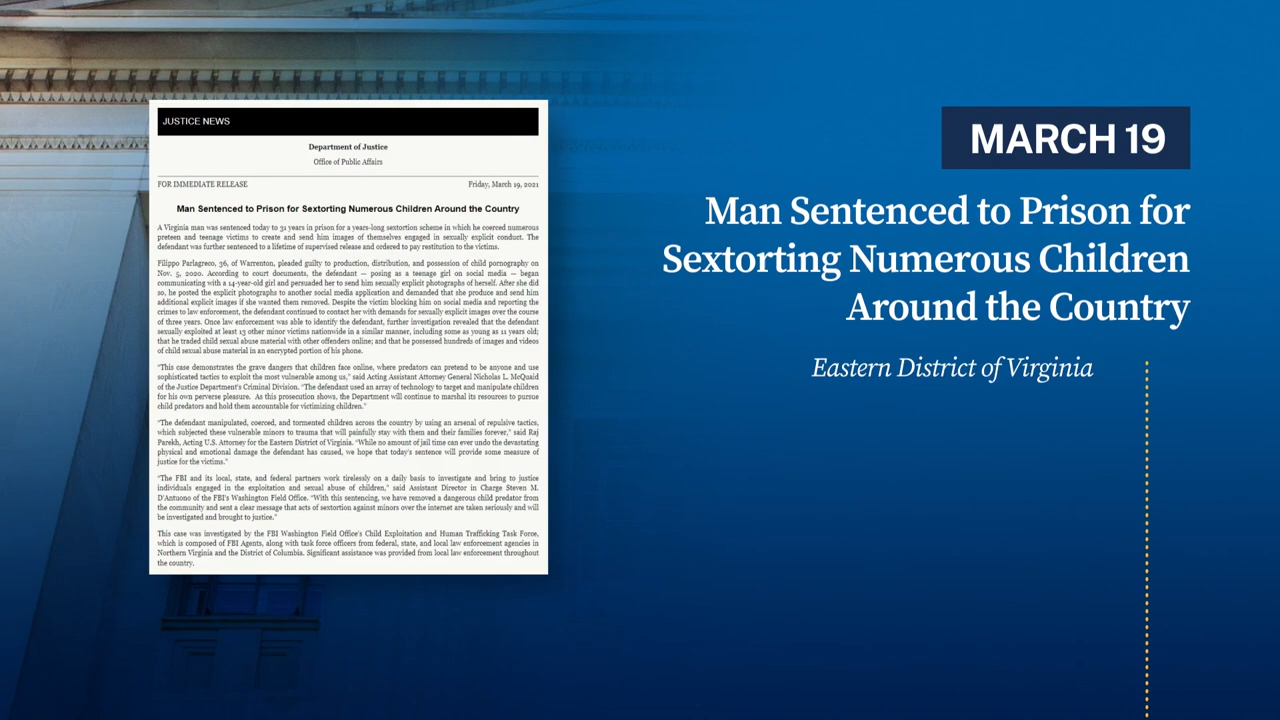 JUSTICE NEWS
Department of Justice
Office of Public Affairs
FOR IMMEDIATE RELEASE Friday, March 19, 2021
Man Sentenced to Prison for Sextorting Numerous Children Around the Country
A Virginia man was sentenced today to 31 years in prison for a years-long sextortion scheme in which he coerced numerous
preteen and teenage victims to create and send him images of themselves engaged in sexually explicit conduct. The
defendant was further sentenced to a lifetime of supervised release and ordered to pay restitution to the victims.
Filippo Parlagreco, 36, of Warrenton, pleaded guilty to production, distribution, and possession of child pornography on
Nov. 5, 2020. According to court documents, the defendant — posing as a teenage girl on social media — began
communicating with a 14-year-old girl and persuaded her to send him sexually explicit photographs of herself. After she did
so, he posted the explicit photographs to another social media application and demanded that she produce and send him
additional explicit images if she wanted them removed. Despite the victim blocking him on social media and reporting the
crimes to law enforcement, the defendant continued to contact her with demands for sexually explicit images over the course
of three years. Once law enforcement was able to identify the defendant, further investigation revealed that the defendant
sexually exploited at least 13 other minor victims nationwide in a similar manner, including some as young as 11 years old;
that he traded child sexual abuse material with other offenders online; and that he possessed hundreds of images and videos
of child sexual abuse material in an encrypted portion of his phone.
"This case demonstrates the grave dangers that children face online, where predators can pretend to be anyone and use
sophisticated tactics to exploit the most vulnerable among us," said Acting Assistant Attorney General Nicholas L. McQuaid
of the Justice Department's Criminal Division. "The defendant used an array of technology to target and manipulate children
for his own perverse pleasure. As this prosecution shows, the Department will continue to marshal its resources to pursue
child predators and hold them accountable for victimizing children."
"The defendant manipulated, coerced, and tormented children across the country by using an arsenal of repulsive tactics,
which subjected these vulnerable minors to trauma that will painfully stay with them and their families forever," said Raj
Parekh, Acting U.S. Attorney for the Eastern District of Virginia. "While no amount of jail time can ever undo the devastating
physical and emotional damage the defendant has caused, we hope that today's sentence will provide some measure of
justice for the victims."
"The FBI and its local, state, and federal partners work tirelessly on a daily basis to investigate and bring to justice
individuals engaged in the exploitation and sexual abuse of children," said Assistant Director in Charge Steven M.
D'Antuono of the FBI's Washington Field Office. "With this sentencing, we have removed a dangerous child predator from
the community and sent a clear message that acts of sextortion against minors over the internet are taken seriously and will
be investigated and brought to justice."
This case was investigated by the FBI Washington Field Office's Child Exploitation and Human Trafficking Task Force,
which is composed of FBI Agents, along with task force officers from federal, state, and local law enforcement agencies in
Northern Virginia and the District of Columbia. Significant assistance was provided from local law enforcement throughout
the country.
MARCH 19
Man Sentenced to Prison for
Sextorting Numerous Children
Around the Country
Eastern District of Virginia